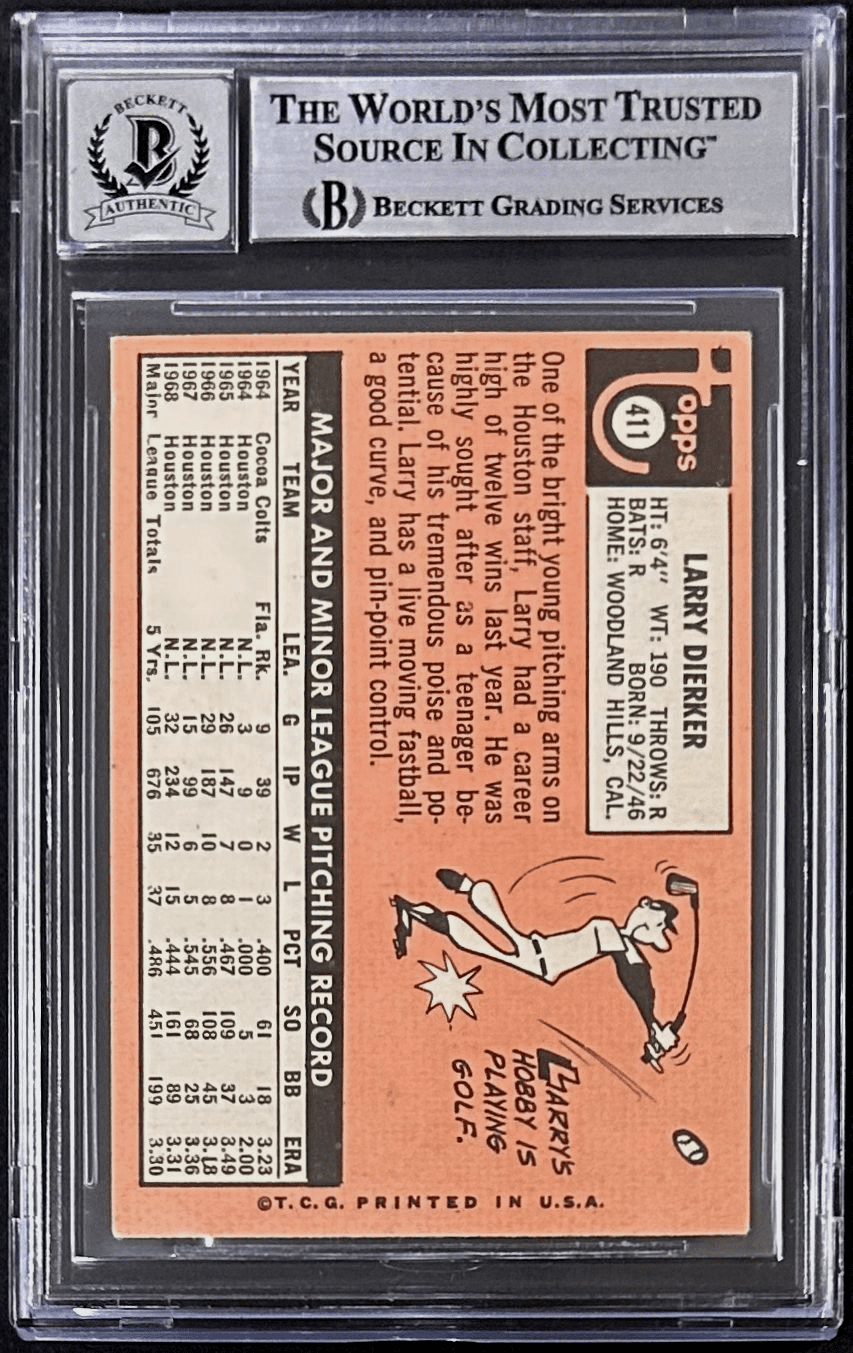 BECKETT
B
AUTHENTIC
THE WORLD'S MOST TRUSTED
SOURCE IN COLLECTING™
B BECKETT GRADING SERVICES
Topps
411
LARRY DIERKER
HT: 6'4" WT: 190 THROWS: R
BATS: R BORN: 9/22/46
HOME: WOODLAND HILLS, CAL.
One of the bright young pitching arms on
the Houston staff, Larry had a career
high of twelve wins last year. He was
highly sought after as a teenager be-
cause of his tremendous poise and po-
tential. Larry has a live moving fastball,
a good curve, and pin-point control.
LARRY'S
HOBBY IS
PLAYING
GOLF.
MAJOR AND MINOR LEAGUE PITCHING RECORD
YEAR TEAM LEA. G IP W L PCT SO BB ERA
1964 Cocoa Colts Fla. Rk. 9 39 2 3 .400 61 18 3.23
1964 Houston N.L. 3 9 0 1 .000 5 3 2.00
1965 Houston N.L. 26 147 7 8 .467 109 37 3.49
1966 Houston N.L. 29 187 10 8 .556 108 45 3.18
1967 Houston N.L. 15 99 6 5 .545 68 25 3.36
1968 Houston N.L. 32 234 12 15 .444 161 89 3.31
Major League Totals 5 Yrs. 105 676 35 37 .486 451 199 3.30
©T.C.G. PRINTED IN U.S.A.